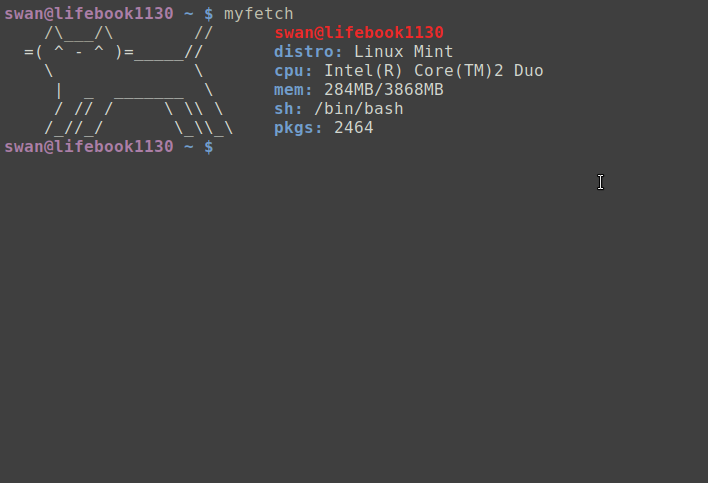 swan@lifebook1130 ~ $ myfetch
    /\___/\        //      swan@lifebook1130
  =( ^ - ^ )=_____//       distro: Linux Mint
    \              \       cpu: Intel(R) Core(TM)2 Duo
     |  _  _______  \      mem: 284MB/3868MB
     / // /     \ \\ \     sh: /bin/bash
    /_//_/       \_\\_\    pkgs: 2464
swan@lifebook1130 ~ $